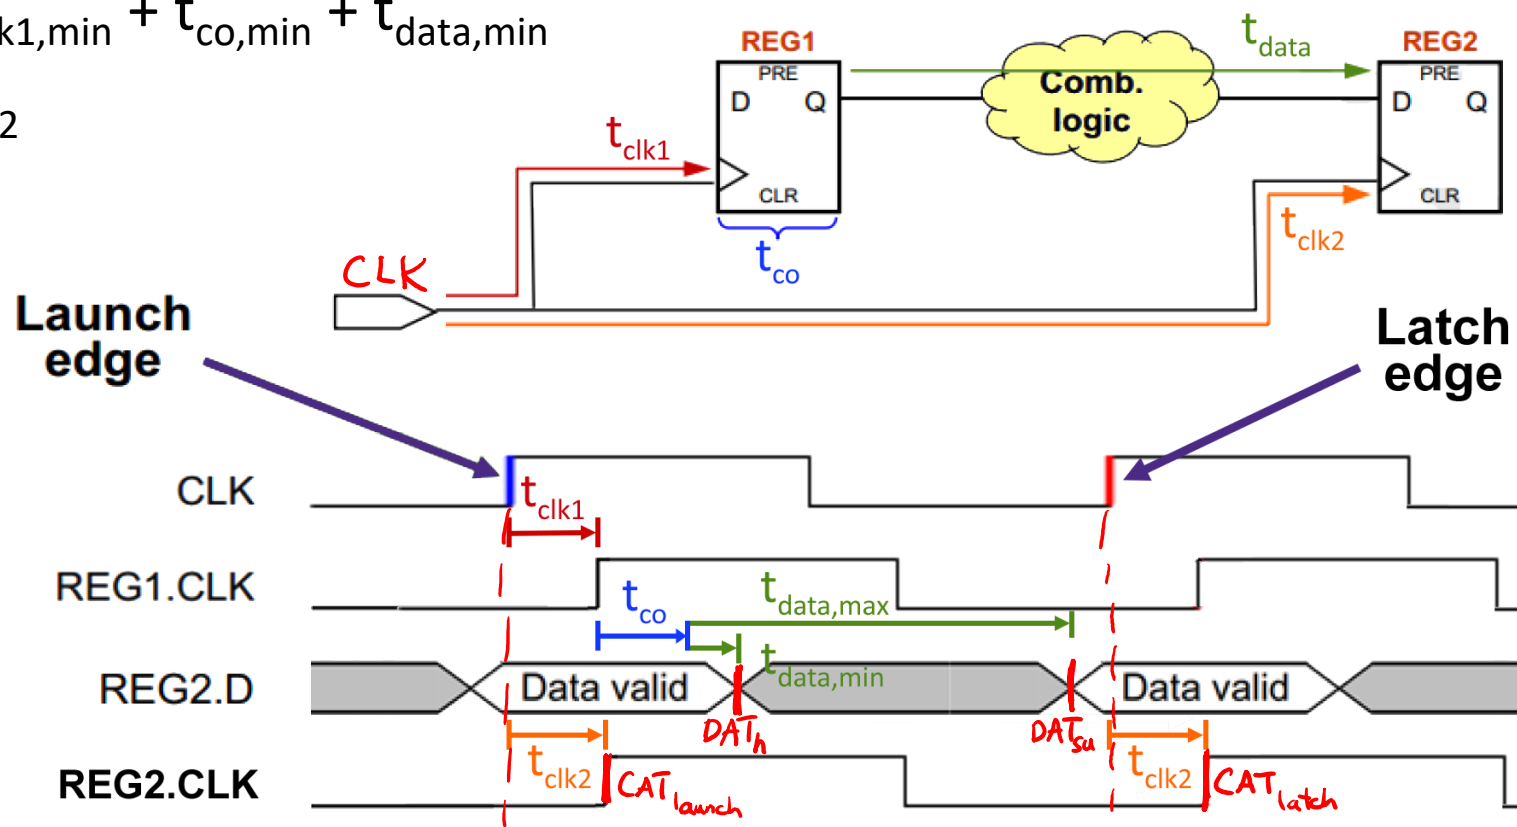 k1,min + tco,min + tdata,min
2
REG1
tdata
REG2
PRE
D Q
Comb.
logic
PRE
D Q
tclk1
CLR
CLR
tco
tclk2
CLK
Launch
edge
Latch
edge
CLK
tclk1
REG1.CLK
tco
tdata,max
REG2.D
Data valid
tdata,min
Data valid
DATh
DATsu
REG2.CLK
tclk2
CATlaunch
tclk2
CATlatch